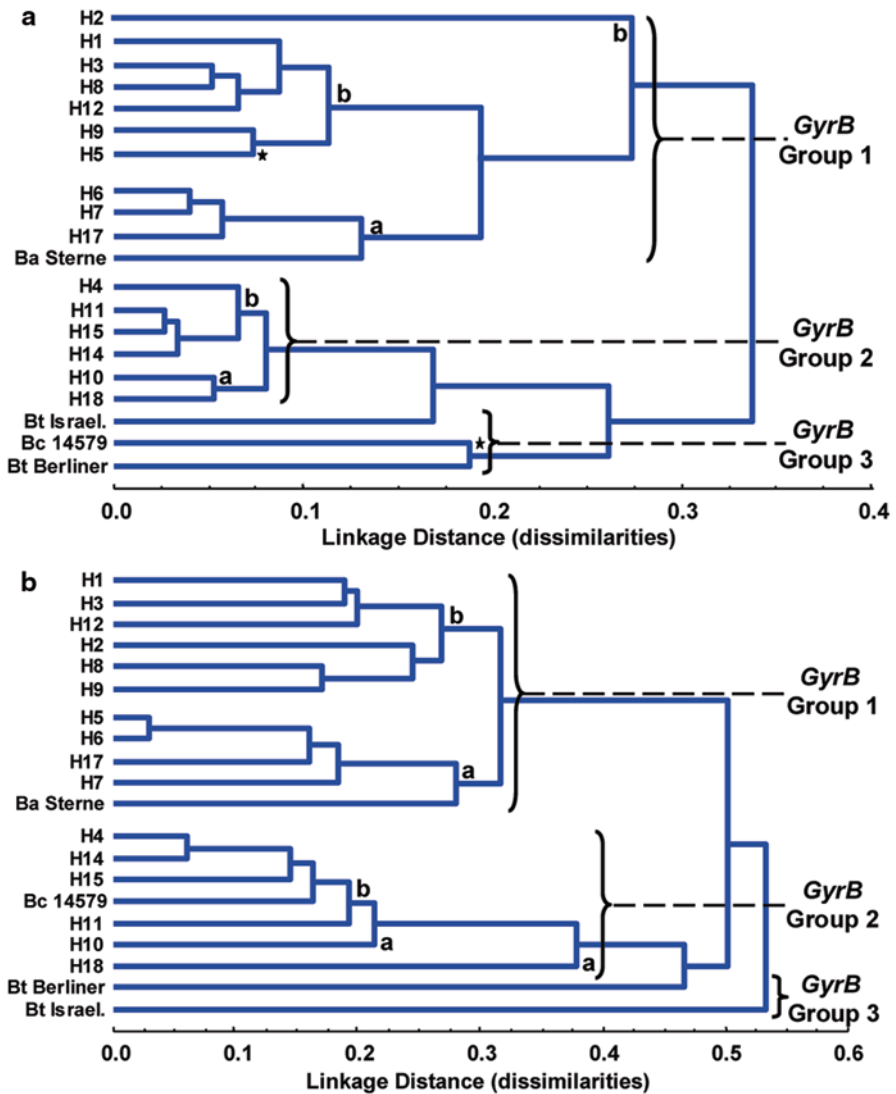 a
H2
b
H1
H3
H8
b
H12
H9
H5
*
GyrB
Group 1
H6
H7
H17
a
Ba Sterne
H4
b
H11
H15
H14
GyrB
Group 2
H10
a
H18
Bt Israel.
Bc 14579
*
Bt Berliner
GyrB
Group 3
0.0 0.1 0.2 0.3 0.4
Linkage Distance (dissimilarities)
b
H1
H3
H12
b
H2
H8
H9
GyrB
Group 1
H5
H6
H17
H7
a
Ba Sterne
H4
H14
H15
Bc 14579
b
H11
H10
a
H18
a
GyrB
Group 2
Bt Berliner
Bt Israel.
GyrB
Group 3
0.0 0.1 0.2 0.3 0.4 0.5 0.6
Linkage Distance (dissimilarities)